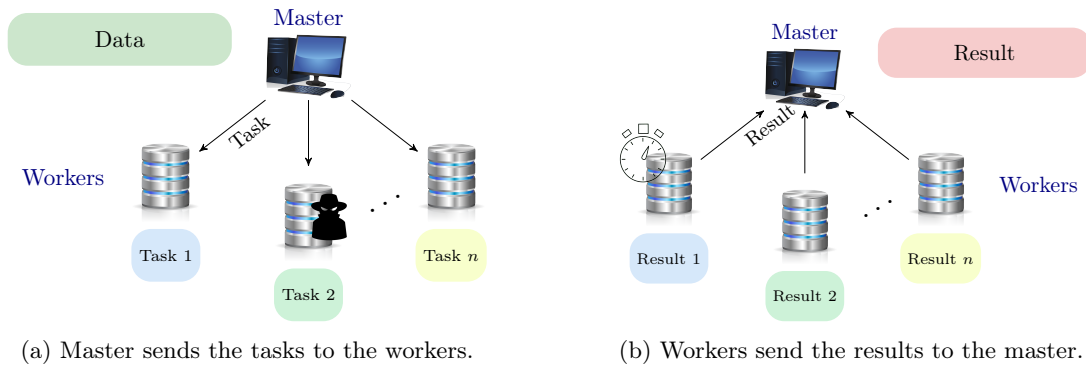 Data
Master
Task
Workers
Task 1
Task 2
. . .
Task n
(a) Master sends the tasks to the workers.
Master
Result
Result
Workers
Result 1
Result 2
. . .
Result n
(b) Workers send the results to the master.